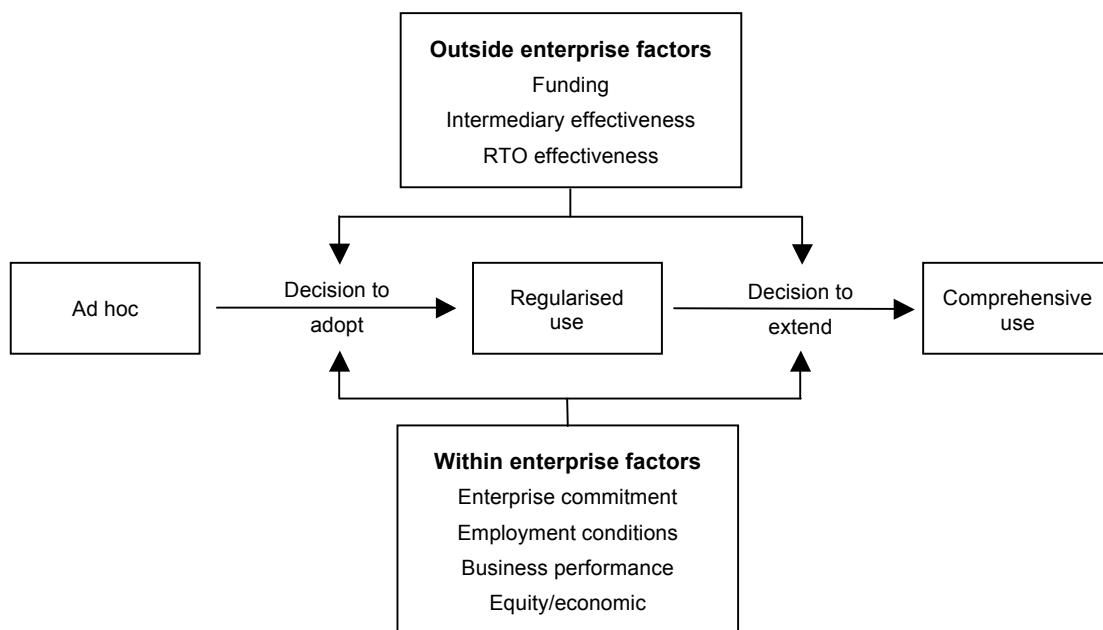 Outside enterprise factors
Funding
Intermediary effectiveness
RTO effectiveness
Ad hoc
Decision to
adopt
Regularised
use
Decision to
extend
Comprehensive
use
Within enterprise factors
Enterprise commitment
Employment conditions
Business performance
Equity/economic